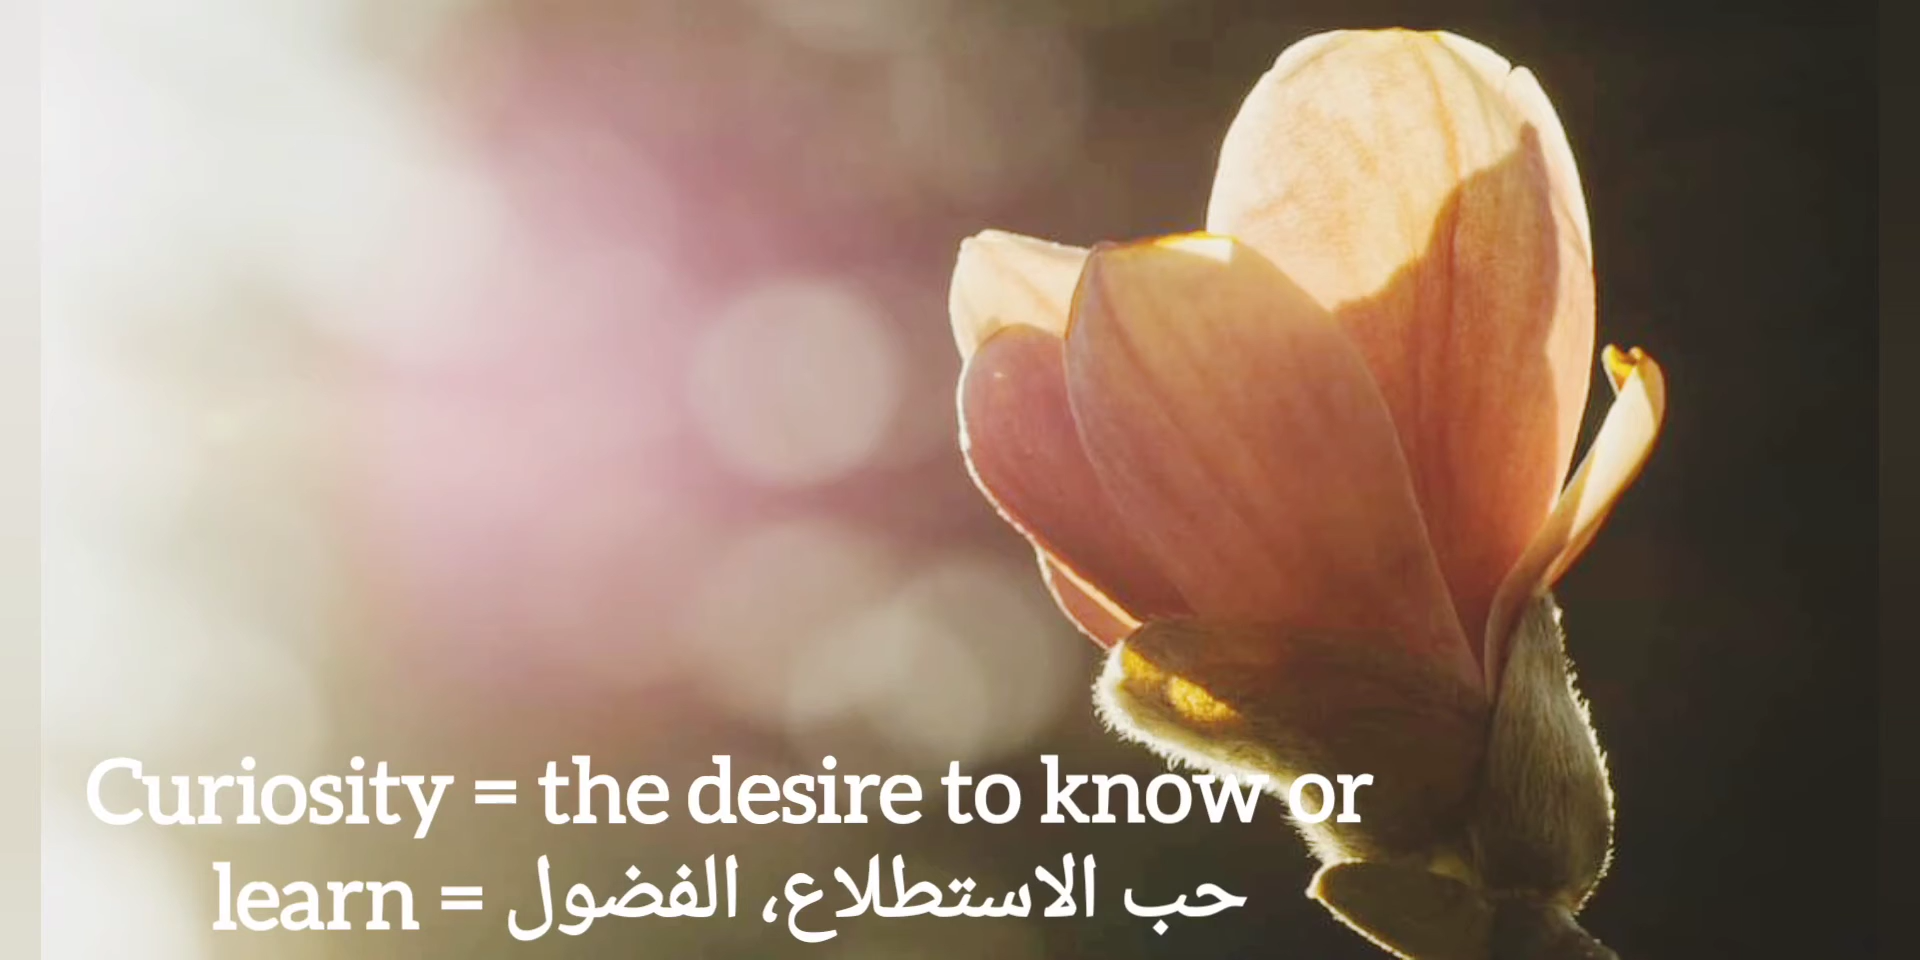 Curiosity = the desire to know or
learn = حب الاستطلاع، الفضول